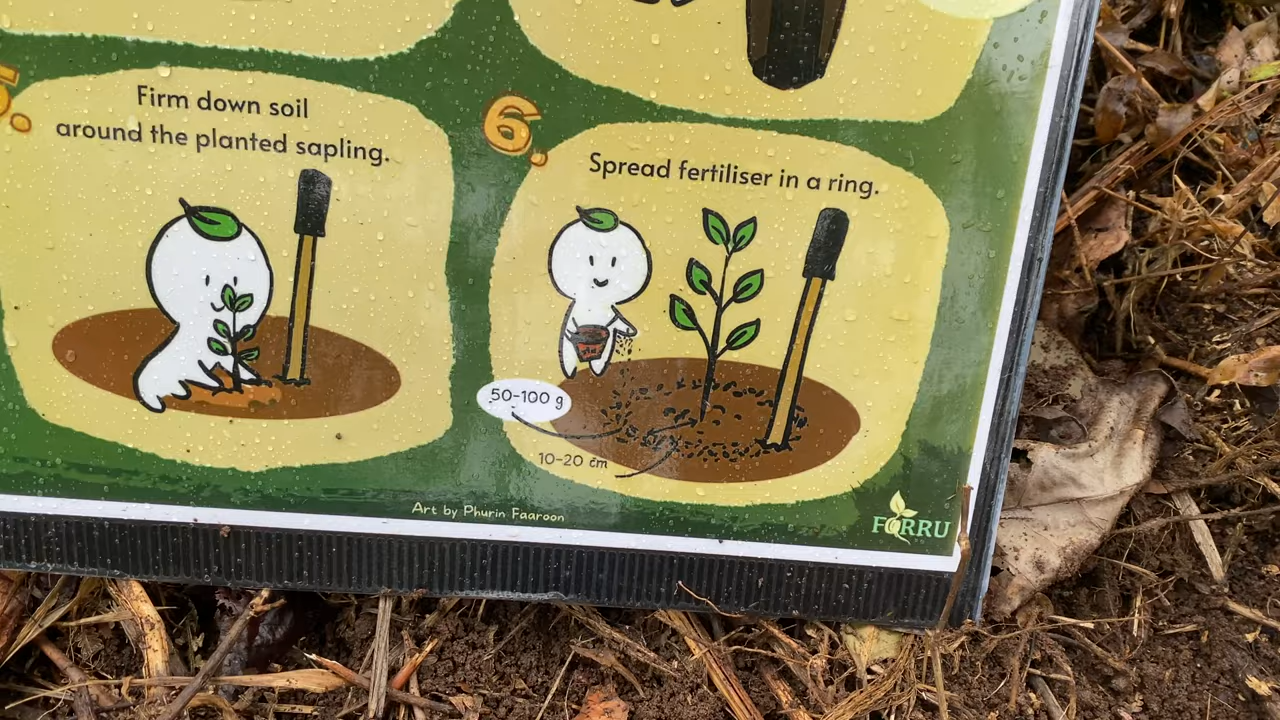 5.
Firm down soil
around the planted sapling.
6.
Spread fertiliser in a ring.
50-100 g
10-20 cm
Art by Phurin Faaroon
FORRU